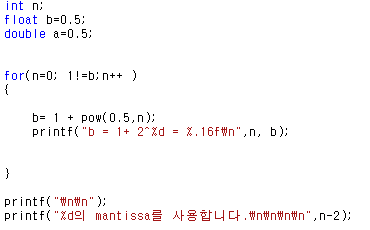 int n;
float b=0.5;
double a=0.5;
for(n=0; 1!=b;n++ )
{
b= 1 + pow(0.5,n);
printf("b = 1+ 2^%d = %.16f₩n",n, b);
}
printf("₩n₩n");
printf("%d의 mantissa를 사용합니다.₩n₩n₩n₩n",n-2);